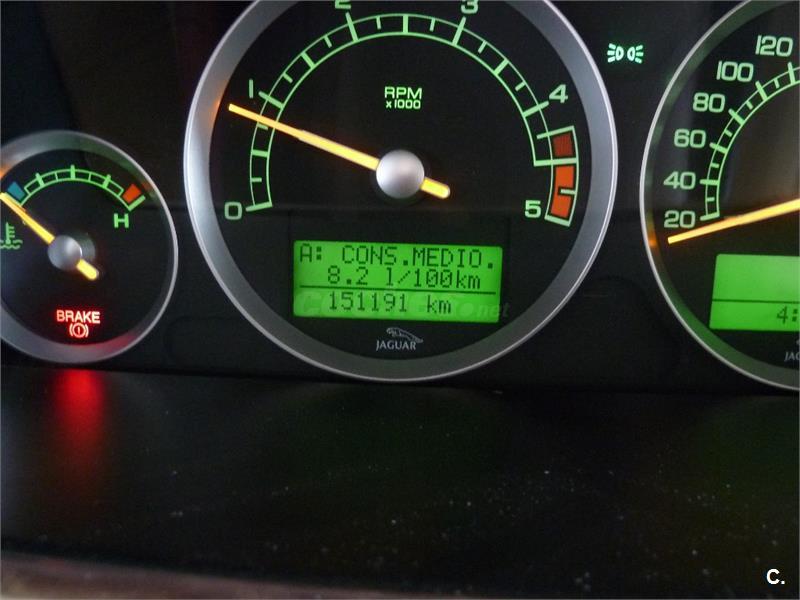 2 3
1 4
0 5
RPM
x1000
A: CONS.MEDIO.
8.2 l/100km
151191 km
JAGUAR
H
BRAKE
120
100
80
60
40
20
4:
C.